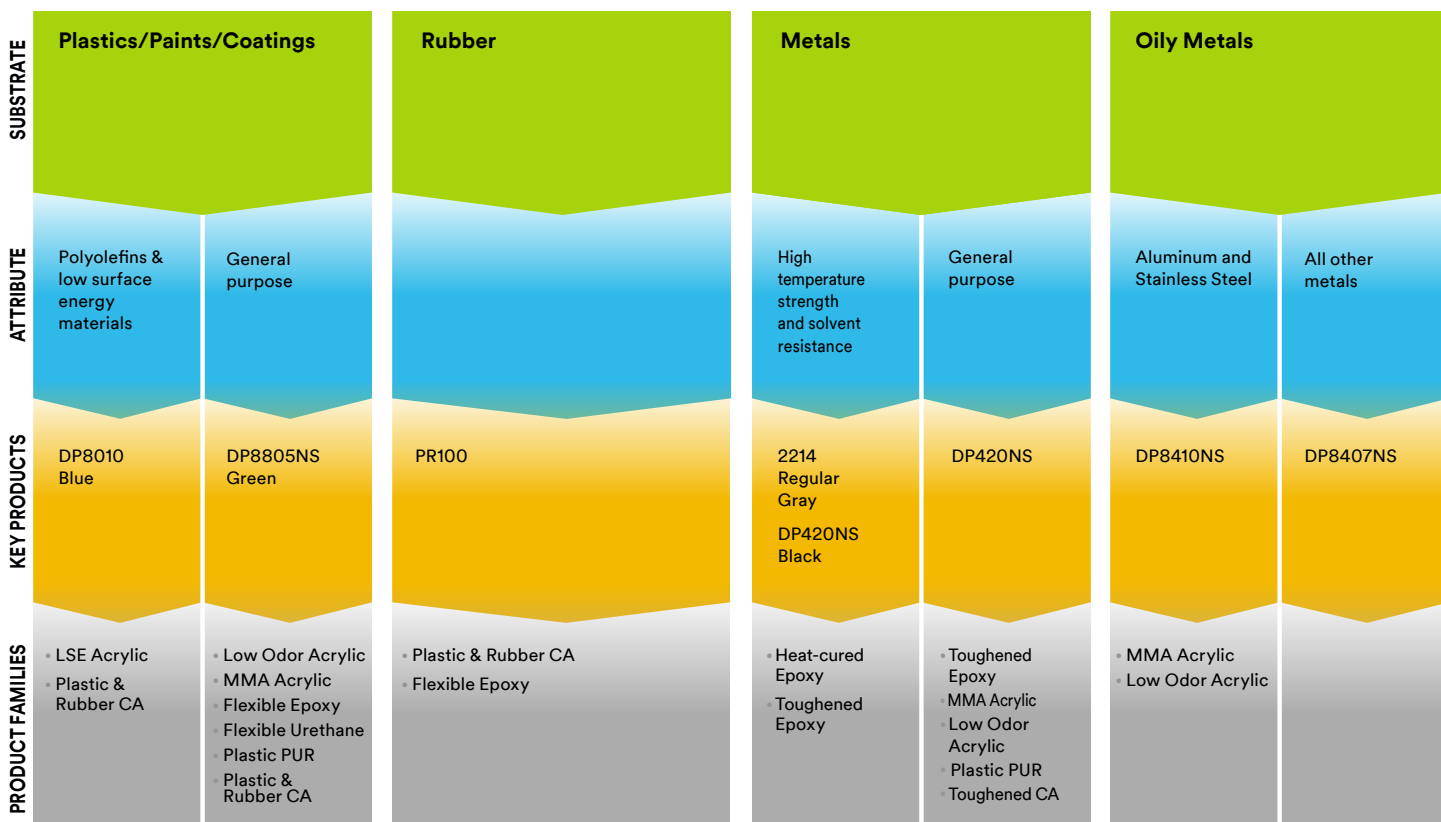 SUBSTRATE
Plastics/Paints/Coatings
Rubber
Metals
Oily Metals
ATTRIBUTE
Polyolefins &
low surface
energy
materials
General
purpose
High
temperature
strength
and solvent
resistance
General
purpose
Aluminum and
Stainless Steel
All other
metals
KEY PRODUCTS
DP8010
Blue
DP8805NS
Green
PR100
2214
Regular
Gray
DP420NS
Black
DP420NS
DP8410NS
DP8407NS
PRODUCT FAMILIES
• LSE Acrylic
• Plastic &
Rubber CA
• Low Odor Acrylic
• MMA Acrylic
• Flexible Epoxy
• Flexible Urethane
• Plastic PUR
• Plastic &
Rubber CA
• Plastic & Rubber CA
• Flexible Epoxy
• Heat-cured
Epoxy
• Toughened
Epoxy
• Toughened
Epoxy
• MMA Acrylic
• Low Odor
Acrylic
• Plastic PUR
• Toughened CA
• MMA Acrylic
• Low Odor Acrylic